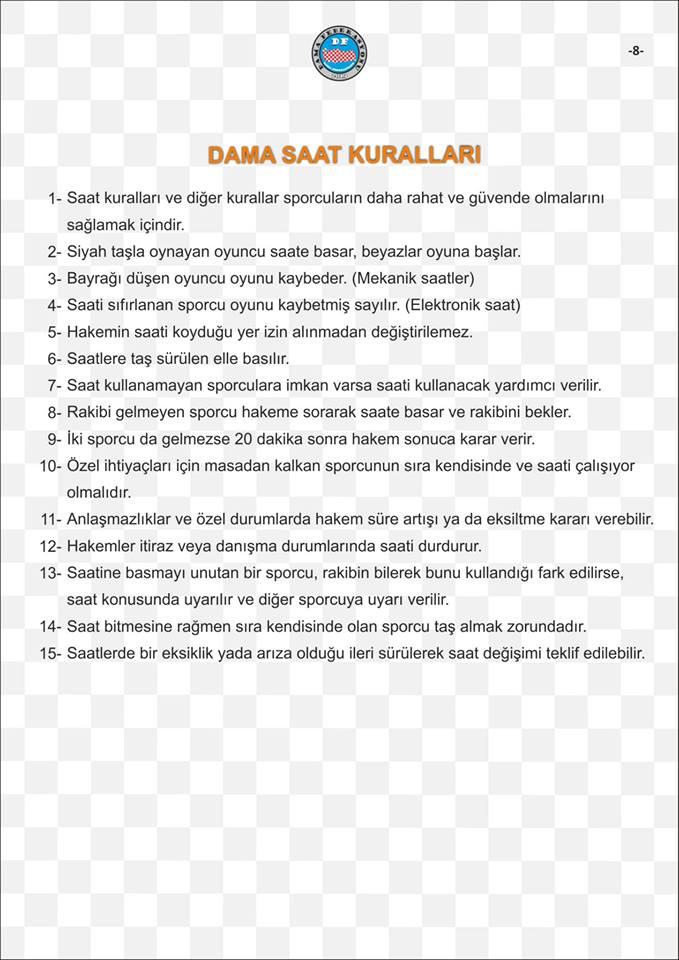 DAMA FEDERASYONU
DF
-8-
DAMA SAAT KURALLARI
1- Saat kuralları ve diğer kurallar sporcuların daha rahat ve güvende olmalarını
sağlamak içindir.
2- Siyah taşla oynayan oyuncu saate basar, beyazlar oyuna başlar.
3- Bayrağı düşen oyuncu oyunu kaybeder. (Mekanik saatler)
4- Saati sıfırlanan sporcu oyunu kaybetmiş sayılır. (Elektronik saat)
5- Hakemin saati koyduğu yer izin alınmadan değiştirilemez.
6- Saatlere taş sürülen elle basılır.
7- Saat kullanamayan sporculara imkan varsa saati kullanacak yardımcı verilir.
8- Rakibi gelmeyen sporcu hakeme sorarak saate basar ve rakibini bekler.
9- İki sporcu da gelmezse 20 dakika sonra hakem sonuca karar verir.
10- Özel ihtiyaçları için masadan kalkan sporcunun sıra kendisinde ve saati çalışıyor
olmalıdır.
11- Anlaşmazlıklar ve özel durumlarda hakem süre artışı ya da eksiltme kararı verebilir.
12- Hakemler itiraz veya danışma durumlarında saati durdurur.
13- Saatine basmayı unutan bir sporcu, rakibin bilerek bunu kullandığı fark edilirse,
saat konusunda uyarılır ve diğer sporcuya uyarı verilir.
14- Saat bitmesine rağmen sıra kendisinde olan sporcu taş almak zorundadır.
15- Saatlerde bir eksiklik yada arıza olduğu ileri sürülerek saat değişimi teklif edilebilir.